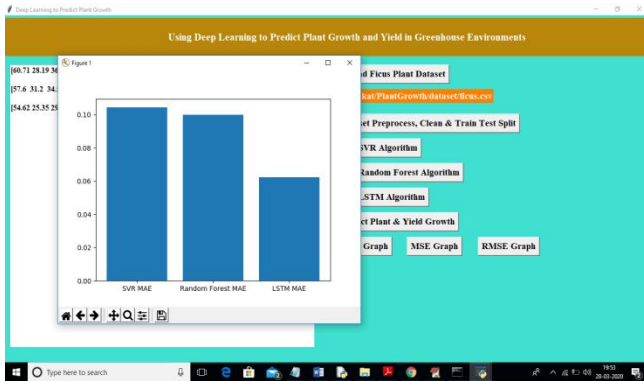 Deep Learning to Predict Plant Growth
Using Deep Learning to Predict Plant Growth and Yield in Greenhouse Environments
[60.71 28.19 36
[57.6 31.2 34.
[54.62 25.35 29
Figure 1
0.10
0.08
0.06
0.04
0.02
0.00
SVR MAE Random Forest MAE LSTM MAE
d Ficus Plant Dataset
kat/PlantGrowth/dataset/ficus.csv
et Preprocess, Clean & Train Test Split
SVR Algorithm
Random Forest Algorithm
LSTM Algorithm
ct Plant & Yield Growth
Graph MSE Graph RMSE Graph
Type here to search
19:53
28-03-2020